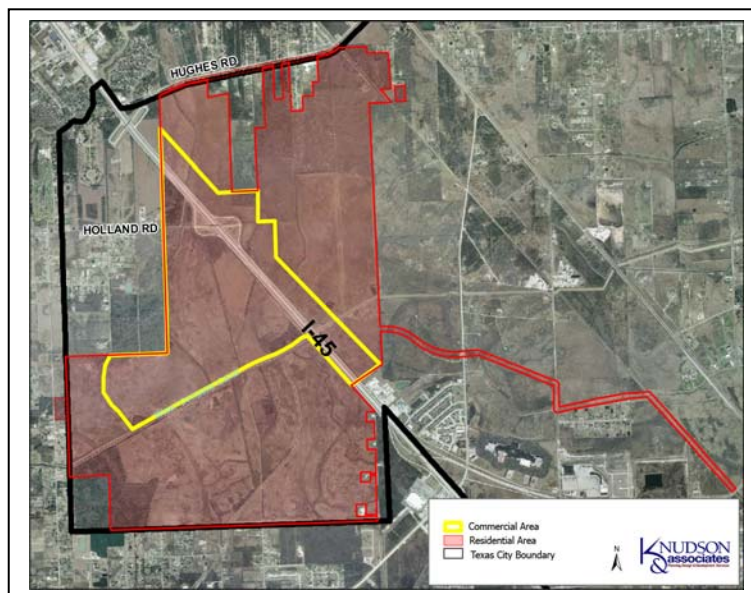 HUGHES RD
HOLLAND RD
I-45
Commercial Area
Residential Area
Texas City Boundary
N
KNUDSON
& associates